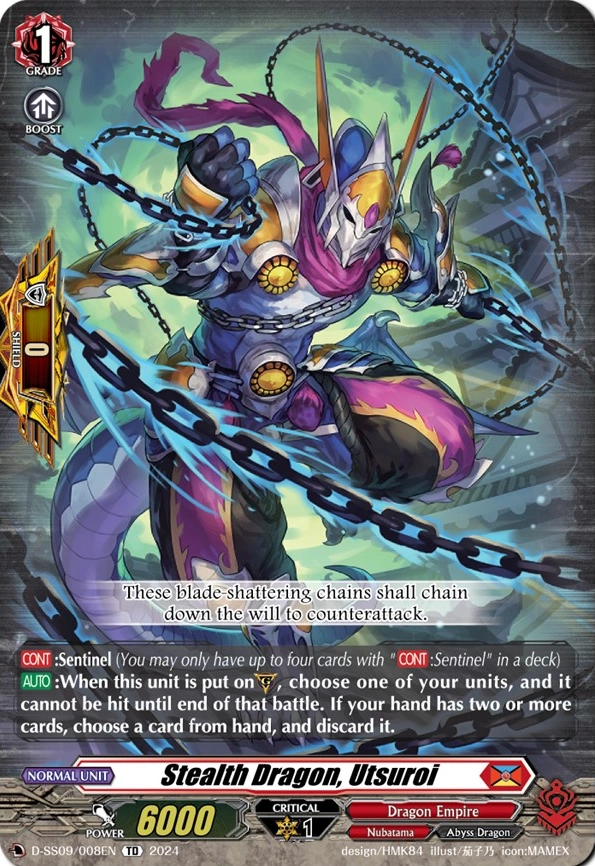 1
GRADE
BOOST
SHIELD
0
These blade-shattering chains shall chain
down the will to counterattack.
CONT :Sentinel (You may only have up to four cards with "CONT:Sentinel" in a deck)
AUTO :When this unit is put on G, choose one of your units, and it
cannot be hit until end of that battle. If your hand has two or more
cards, choose a card from hand, and discard it.
NORMAL UNIT
Stealth Dragon, Utsuroi
POWER 6000
CRITICAL
1
Dragon Empire
Nubatama Abyss Dragon
D-SS09/008EN TD 2024 design/HMK84 illust/茄子乃 icon:MAMEX